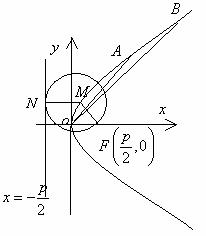 B
y
A
N
M
x
O
F(p/2, 0)
x = -p/2